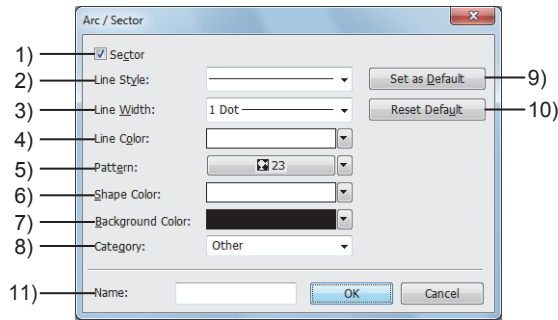 Arc / Sector
1) Sector
2) Line Style: 9) Set as Default
3) Line Width: 1 Dot 10) Reset Default
4) Line Color:
5) Pattern: 23
6) Shape Color:
7) Background Color:
8) Category: Other
11) Name: OK Cancel